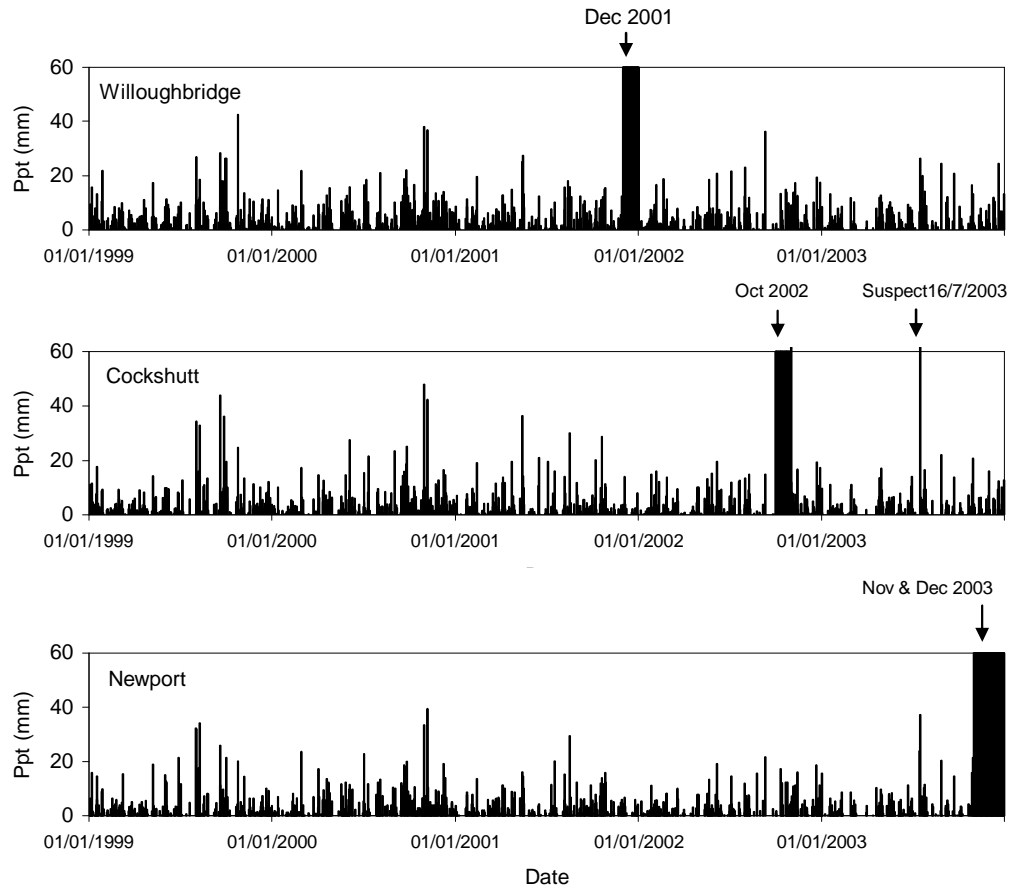 Dec 2001
60
Willoughbridge
40
20
0
Ppt (mm)
01/01/1999 01/01/2000 01/01/2001 01/01/2002 01/01/2003
Oct 2002 Suspect16/7/2003
60
Cockshutt
40
20
0
Ppt (mm)
01/01/1999 01/01/2000 01/01/2001 01/01/2002 01/01/2003
Nov & Dec 2003
60
Newport
40
20
0
Ppt (mm)
01/01/1999 01/01/2000 01/01/2001 01/01/2002 01/01/2003
Date